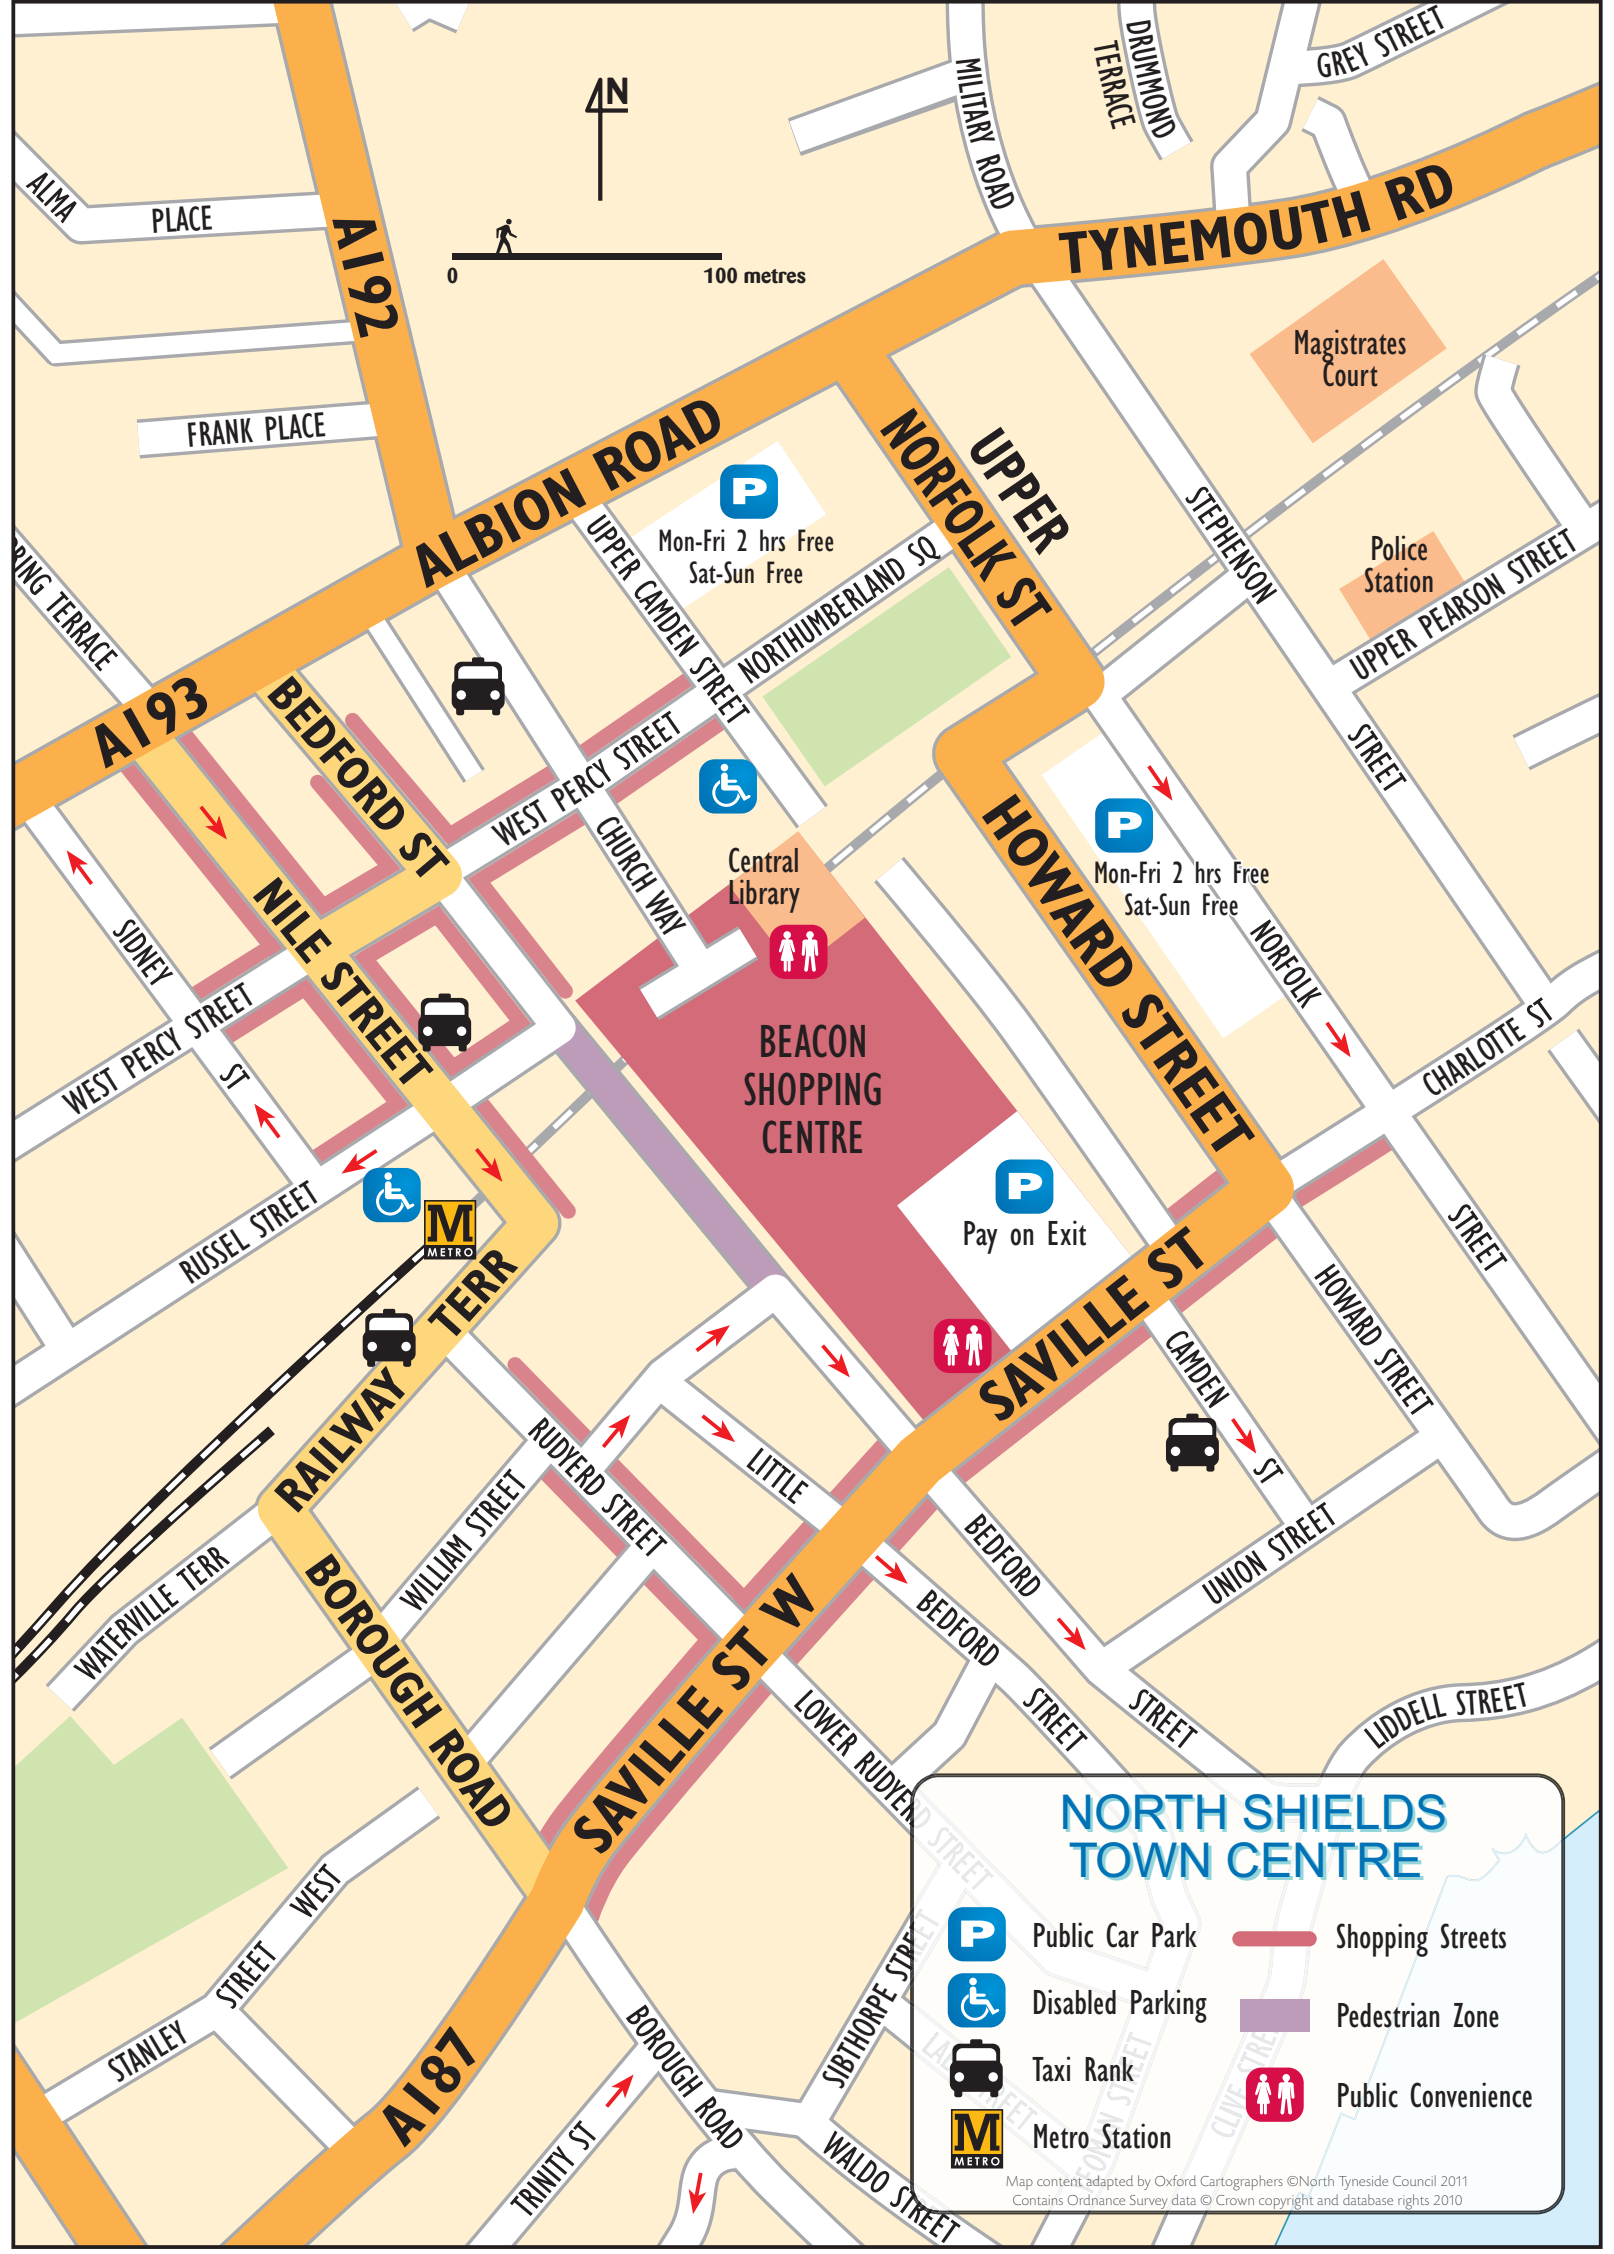 N
0
100 metres
ALMA
PLACE
A192
FRANK PLACE
MILITARY ROAD
DRUMMOND
TERRACE
GREY STREET
TYNEMOUTH RD
Magistrates
Court
ALBION ROAD
P
Mon-Fri 2 hrs Free
Sat-Sun Free
UPPER
NORFOLK ST
STEPHENSON
STREET
Police
Station
UPPER PEARSON STREET
UPPER CAMDEN STREET
NORTHUMBERLAND SQ
RING TERRACE
A193
BEDFORD ST
WEST PERCY STREET
CHURCH WAY
Central
Library
HOWARD STREET
P
Mon-Fri 2 hrs Free
Sat-Sun Free
NORFOLK
STREET
CHARLOTTE ST
NILE STREET
SIDNEY
ST
WEST PERCY STREET
RUSSEL STREET
BEACON
SHOPPING
CENTRE
P
Pay on Exit
M
METRO
RAILWAY TERR
SAVILLE ST
HOWARD STREET
CAMDEN
ST
UNION STREET
RUDYERD STREET
WILLIAM STREET
LITTLE
BEDFORD
STREET
BEDFORD
STREET
WATERVILLE TERR
BOROUGH ROAD
SAVILLE ST W
LOWER RUDYERD STREET
LIDDELL STREET
STANLEY
STREET
WEST
A187
BOROUGH ROAD
TRINITY ST
SIBTHORPE STREET
WALDO STREET
CLIVE STREET
NORTH SHIELDS
TOWN CENTRE
P
Public Car Park
Shopping Streets
Disabled Parking
Pedestrian Zone
Taxi Rank
Public Convenience
M
METRO
Metro Station
Map content adapted by Oxford Cartographers ©North Tyneside Council 2011
Contains Ordnance Survey data © Crown copyright and database rights 2010